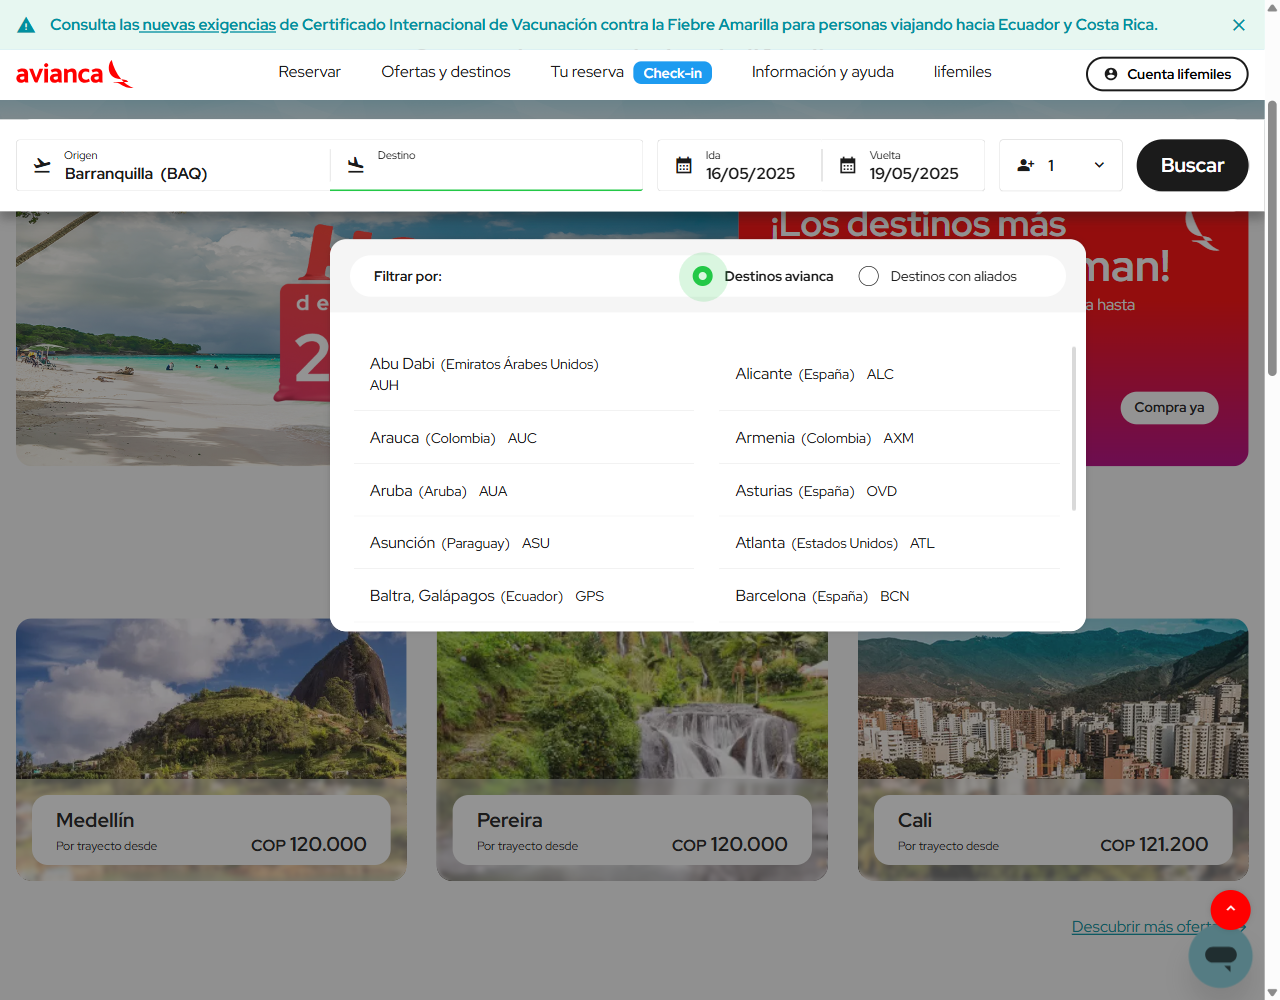 Consulta las nuevas exigencias de Certificado Internacional de Vacunación contra la Fiebre Amarilla para personas viajando hacia Ecuador y Costa Rica.
avianca
Reservar
Ofertas y destinos
Tu reserva
Check-in
Información y ayuda
lifemiles
Cuenta lifemiles
Origen
Barranquilla (BAQ)
Destino
Ida
16/05/2025
Vuelta
19/05/2025
1
Buscar
¡Los destinos más
man!
a hasta
d e
2
Compra ya
Filtrar por:
Destinos avianca
Destinos con aliados
Abu Dabi (Emiratos Árabes Unidos)
AUH
Alicante (España) ALC
Arauca (Colombia) AUC
Armenia (Colombia) AXM
Aruba (Aruba) AUA
Asturias (España) OVD
Asunción (Paraguay) ASU
Atlanta (Estados Unidos) ATL
Baltra, Galápagos (Ecuador) GPS
Barcelona (España) BCN
Medellín
Por trayecto desde
COP 120.000
Pereira
Por trayecto desde
COP 120.000
Cali
Por trayecto desde
COP 121.200
Descubrir más ofert